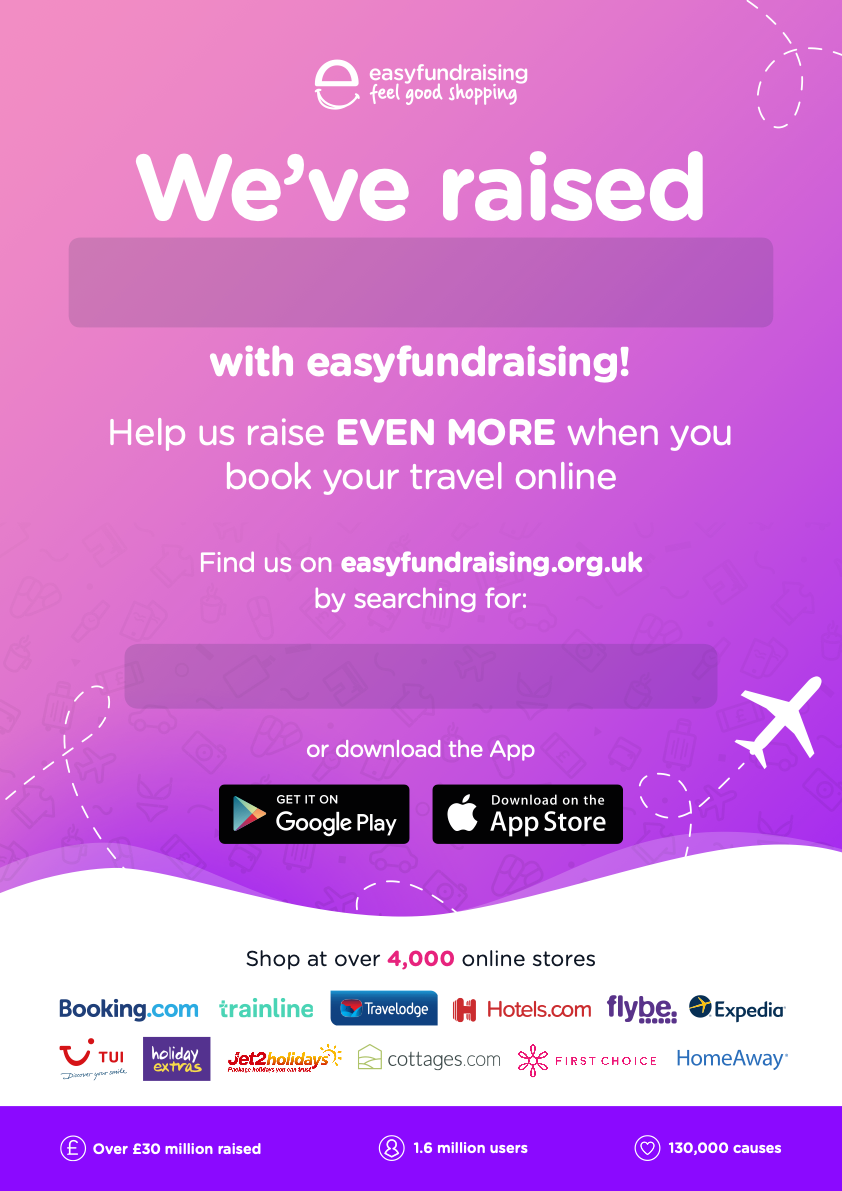 easyfundraising
feel good shopping
We've raised
with easyfundraising!
Help us raise EVEN MORE when you
book your travel online
Find us on easyfundraising.org.uk
by searching for:
or download the App
GET IT ON
Google Play
Download on the
App Store
Shop at over 4,000 online stores
Booking.com trainline Travelodge Hotels.com flybe. Expedia
TUI
Discover your smile
holiday
extras
Jet2holidays
Package holidays you can trust
cottages.com FIRST CHOICE HomeAway
Over £30 million raised 1.6 million users 130,000 causes